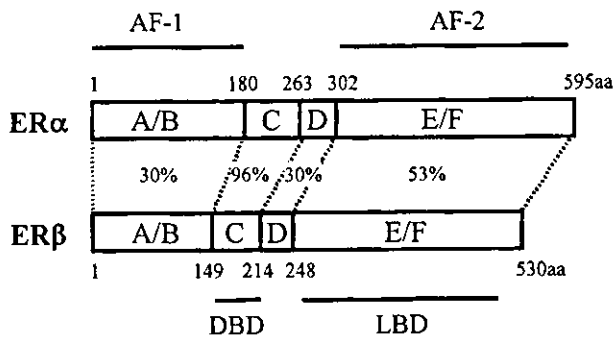 AF-1 AF-2
1 180 263 302 595aa
ERα A/B C D E/F
30% 96% 30% 53%
ERβ A/B C D E/F
1 149 214 248 530aa
DBD LBD